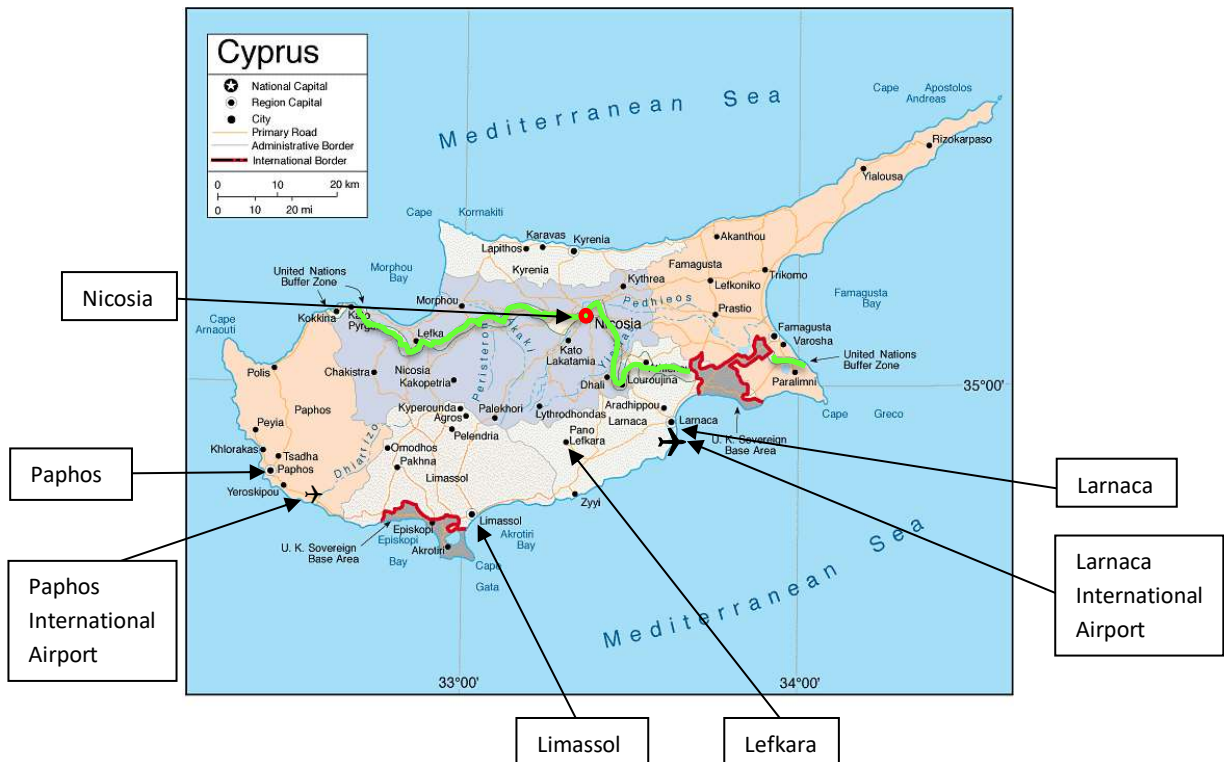 Cyprus
National Capital
Region Capital
City
Primary Road
Administrative Border
International Border
0 10 20 km
0 10 20 mi
Mediterranean Sea
Cape Apostolos
Andreas
Rizokarpaso
Yialousa
Cape Kormakiti
Karavas
Kyrenia
Lapithos
Kyrenia
Akanthou
Famagusta
Trikomo
Lefkoniko
Kythrea
Pedhieos
Prastio
Famagusta
Bay
United Nations
Buffer Zone
Morphou
Bay
Morphou
Nicosia
Cape
Arnaouti
Kokkina
Kato
Lefka
Peristeron
Akaki
Nicosia
Kato
Lakatamia
Famagusta
Varosha
United Nations
Buffer Zone
Polis
Chakistra
Nicosia
Kakopetria
Dhali
Louroujina
Paralimni
35°00'
Paphos
Kyperounda
Agros
Palekhori
Lythrodhondas
Aradhippou
Larnaca
Larnaca
Cape Greco
Peyia
Pelendria
Pano
Lefkara
U. K. Sovereign
Base Area
Khlorakas
Tsadha
Dhiarizo
Omodhos
Pakhna
Paphos
Limassol
Yeroskipou
Zyyi
Paphos
Larnaca
Limassol
Episkopi
Akrotiri
Bay
U. K. Sovereign
Base Area
Episkopi
Bay
Akrotiri
Cape
Gata
Mediterranean Sea
Paphos
International
Airport
Larnaca
International
Airport
33°00'
34°00'
Limassol
Lefkara